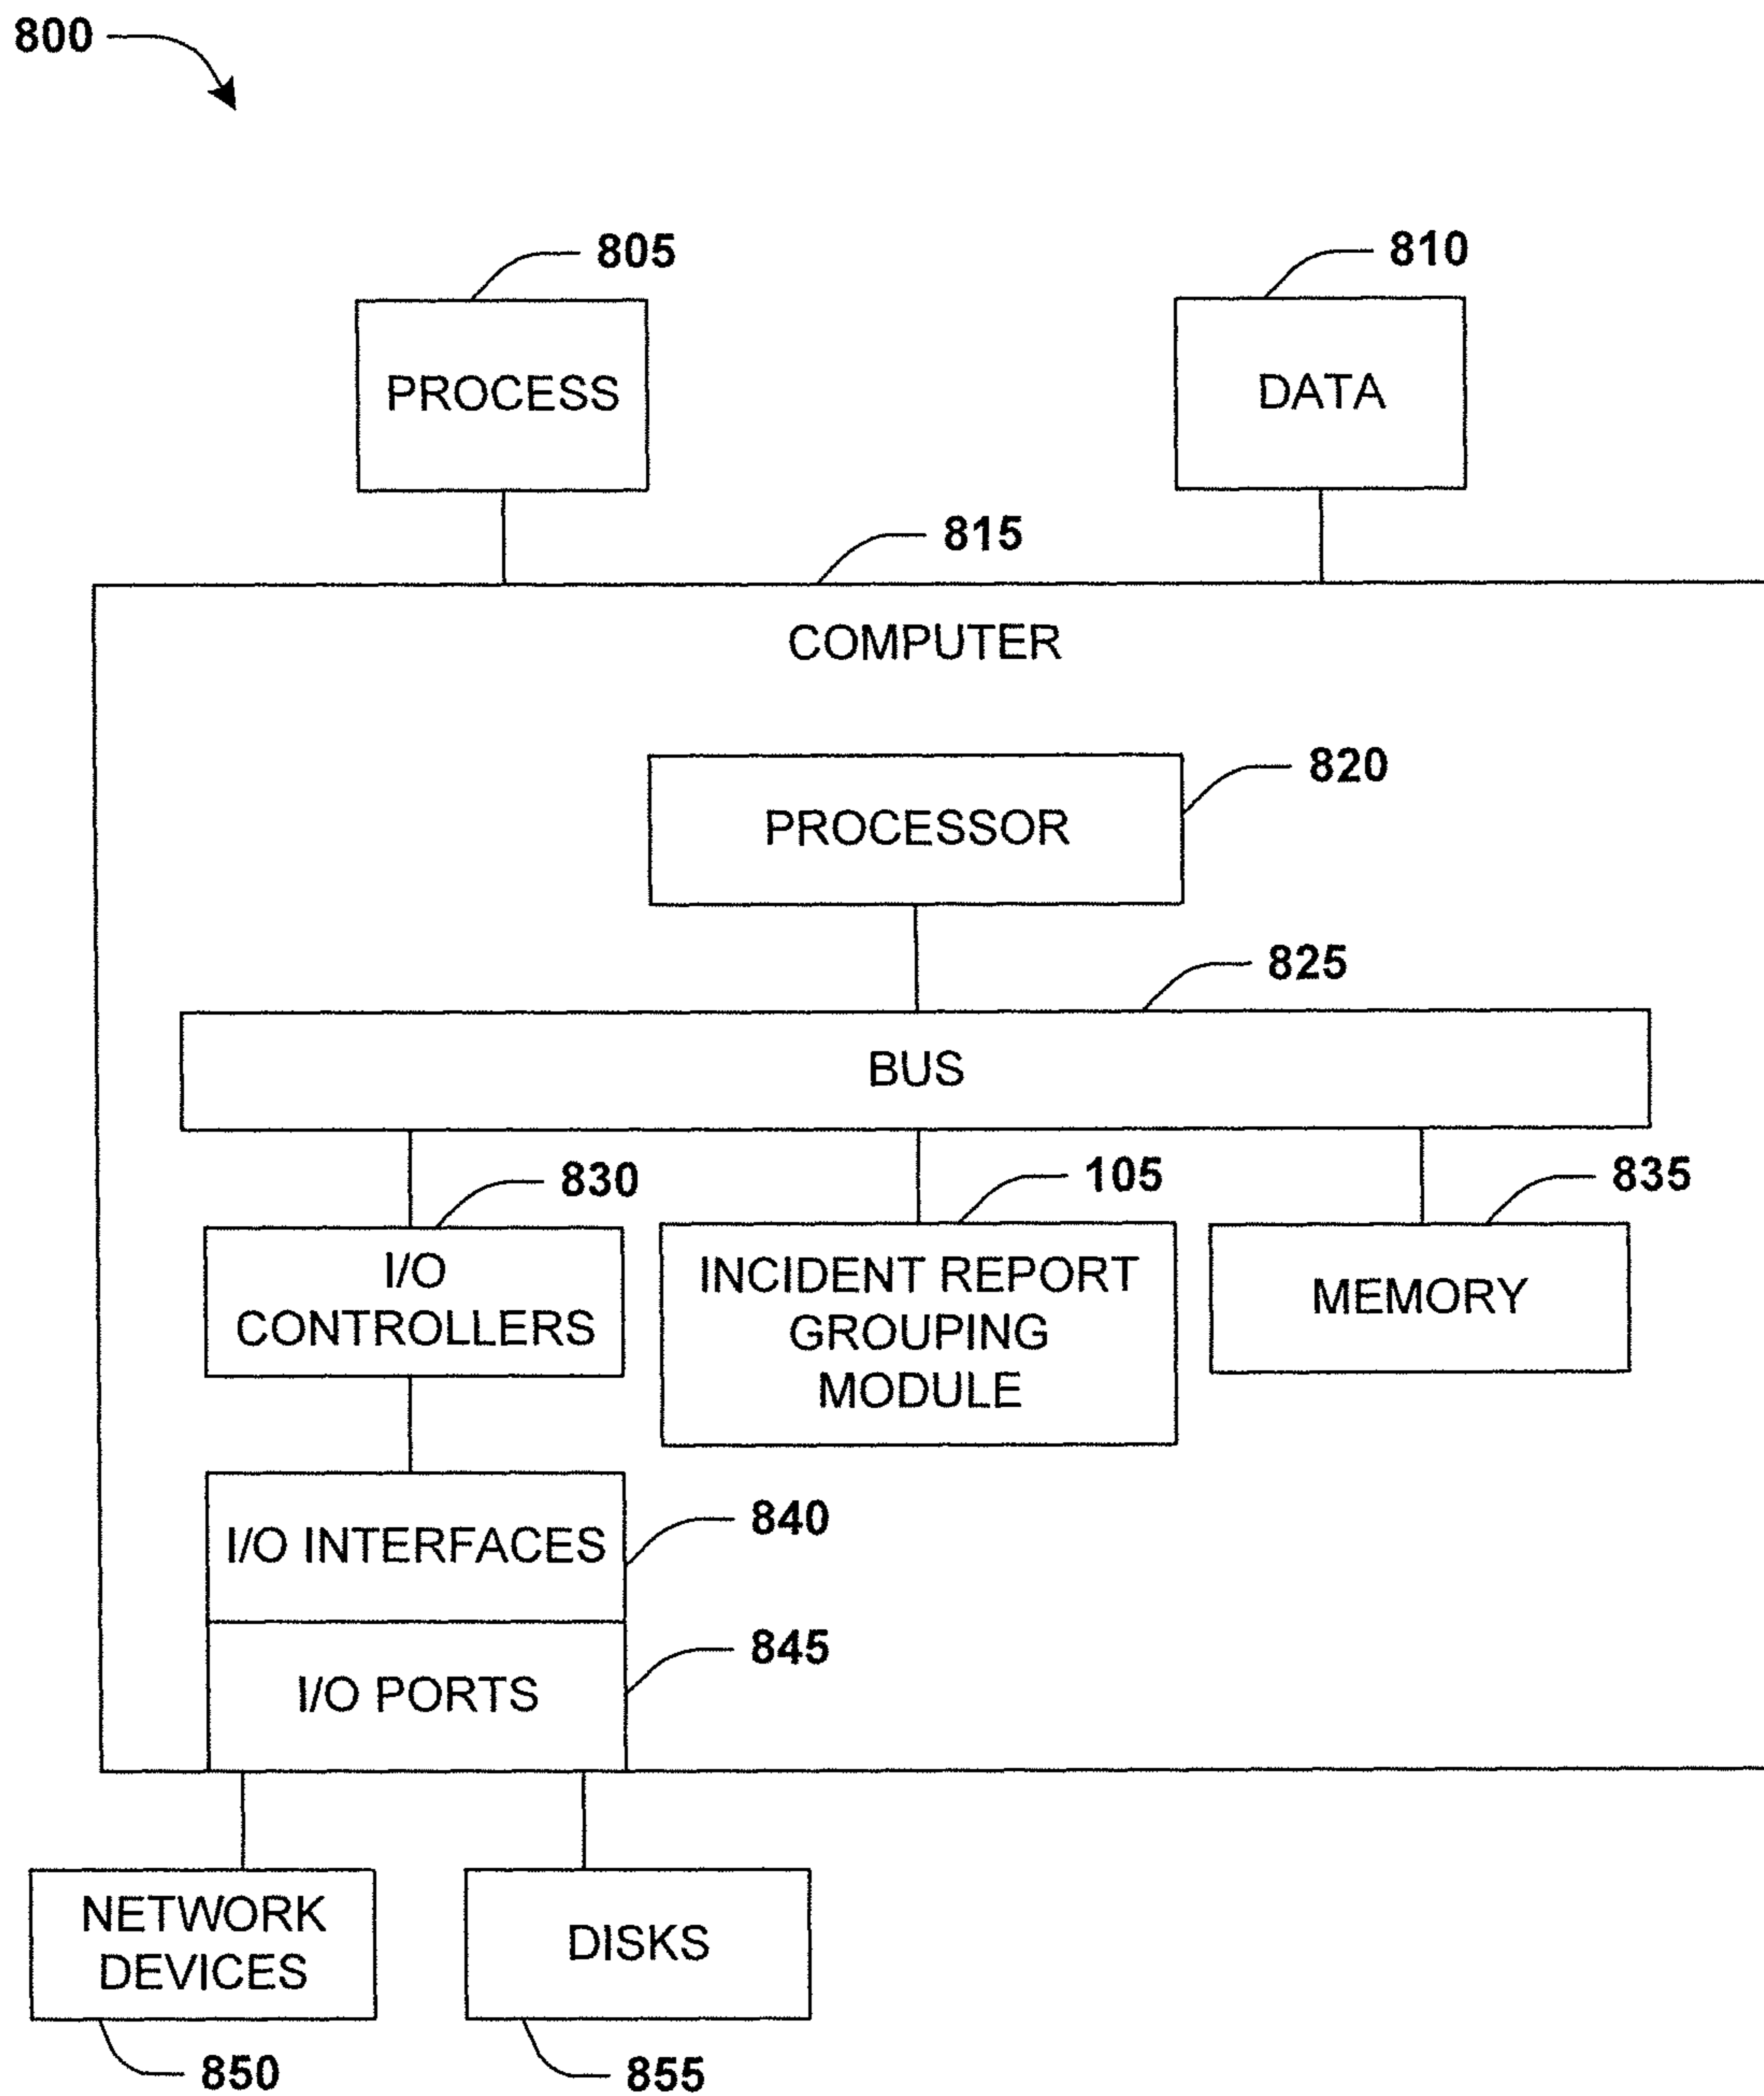 800
805
810
PROCESS
DATA
815
COMPUTER
820
PROCESSOR
825
BUS
830
105
835
I/O
CONTROLLERS
INCIDENT REPORT
GROUPING
MODULE
MEMORY
840
I/O INTERFACES
845
I/O PORTS
NETWORK
DEVICES
DISKS
850
855